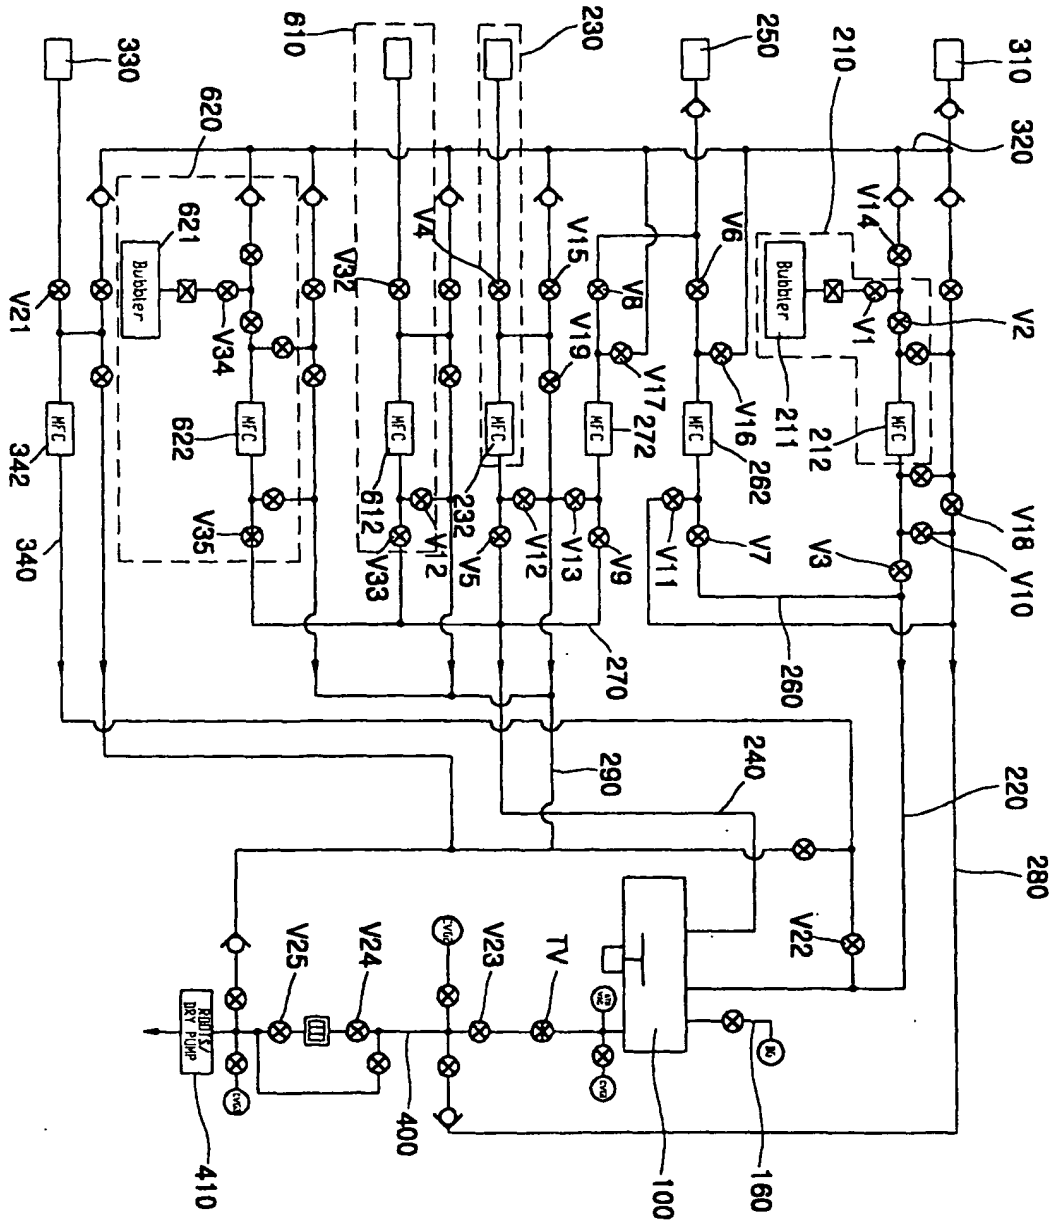 310
V2
V18
V10
280
320
220
V14
V1
MFC
V3
210
212
V22
Bubbler
211
260
250
V6
V16
262
V7
240
BG
160
MFC
V11
100
V8
V17
272
270
MFC
V9
290
230
V15
V19
V13
V12
TV
MFC
232
V5
V23
V4
V12
MFC
612
V33
400
610
V32
V24
V25
MFC
622
V34
V35
620
621
ROOTS/
DRY PUMP
410
Bubbler
330
MFC
342
340
V21